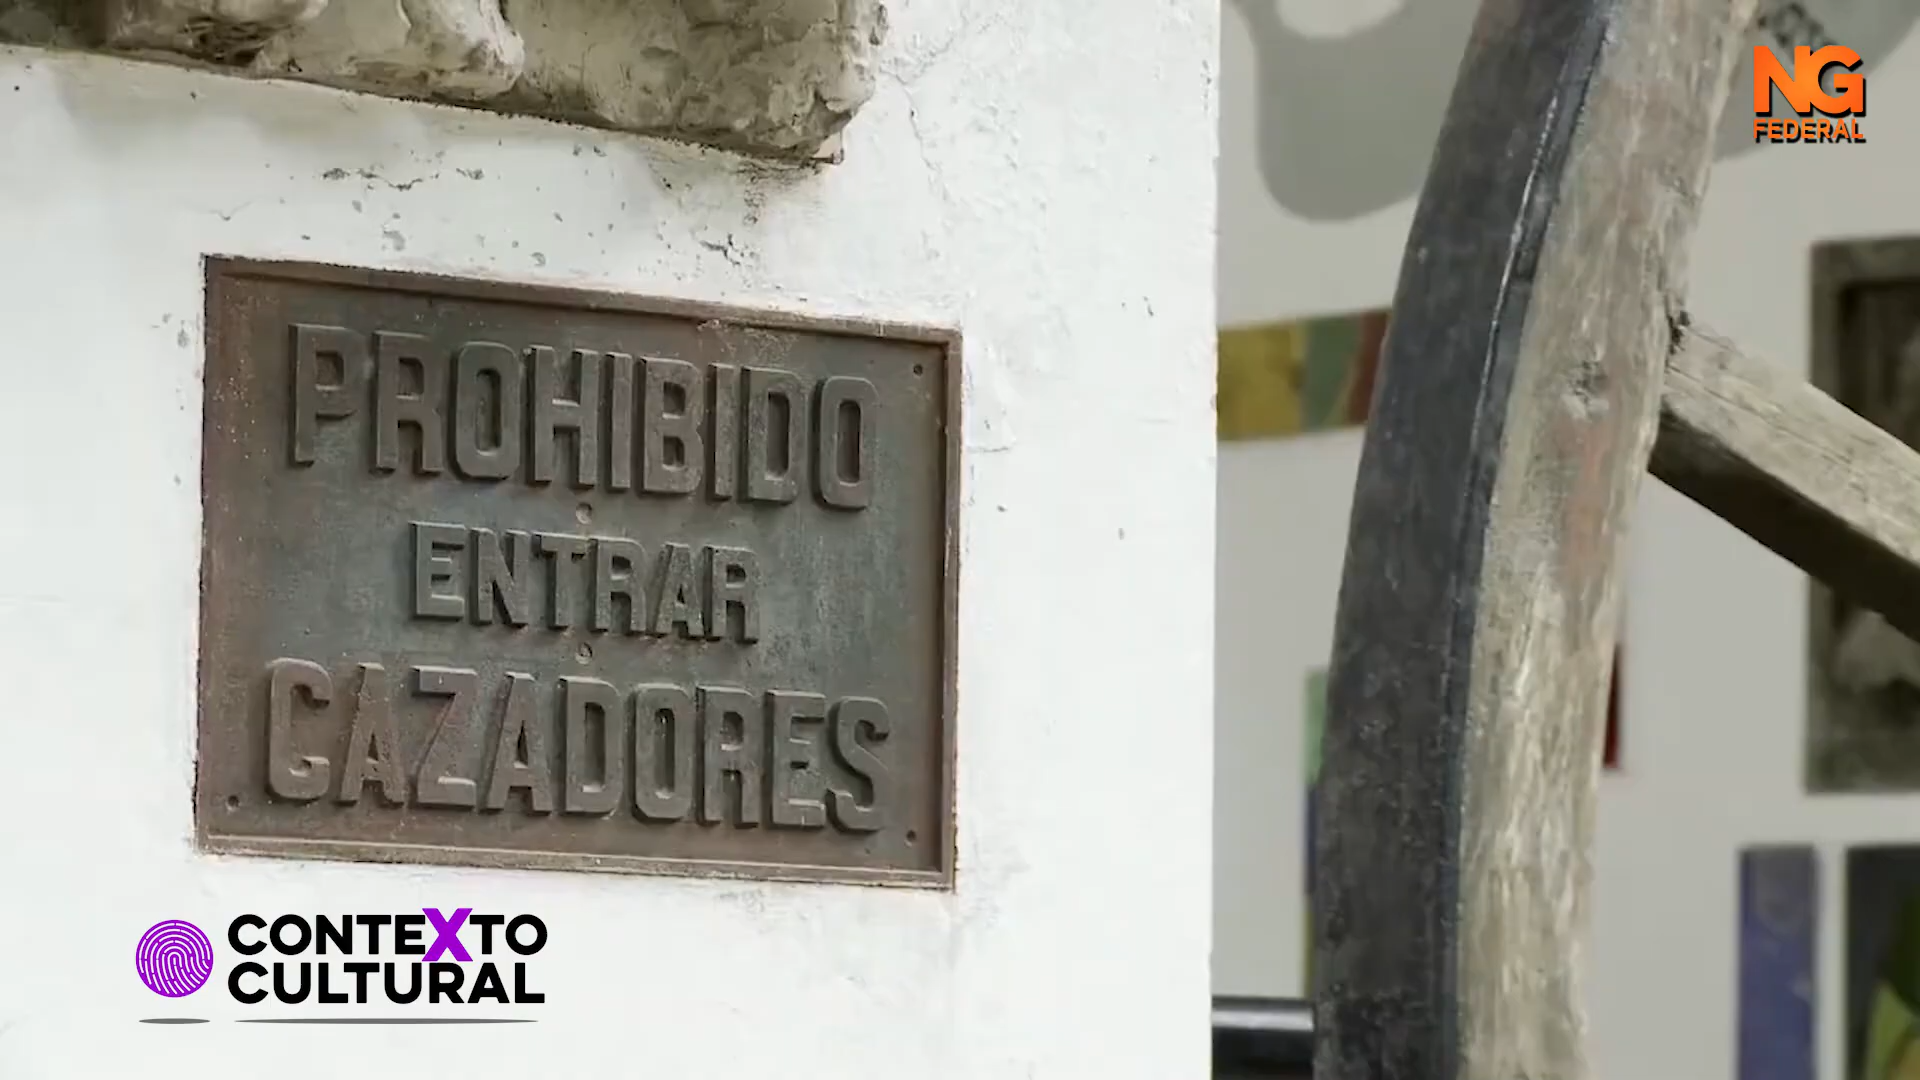 NG
FEDERAL
PROHIBIDO
ENTRAR
CAZADORES
CONTEXTO
CULTURAL